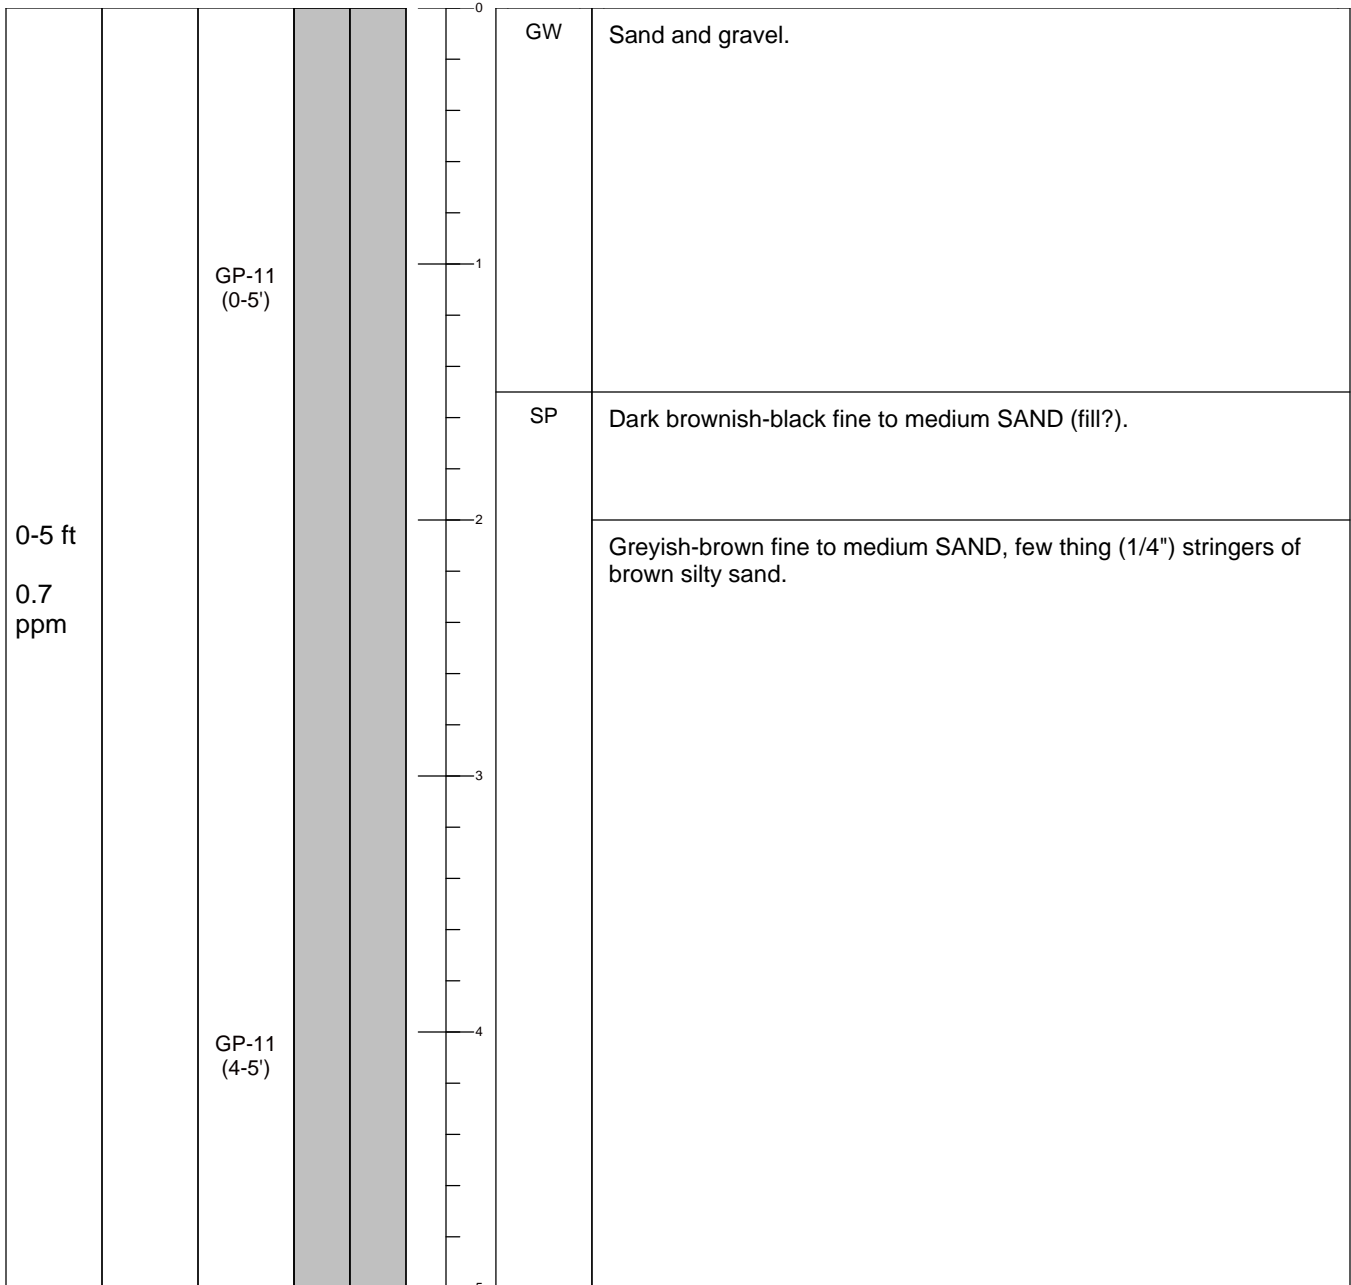 0
GW
Sand and gravel.
1
GP-11
(0-5')
SP
Dark brownish-black fine to medium SAND (fill?).
2
0-5 ft
0.7
ppm
Greyish-brown fine to medium SAND, few thing (1/4") stringers of
brown silty sand.
3
4
GP-11
(4-5')
5